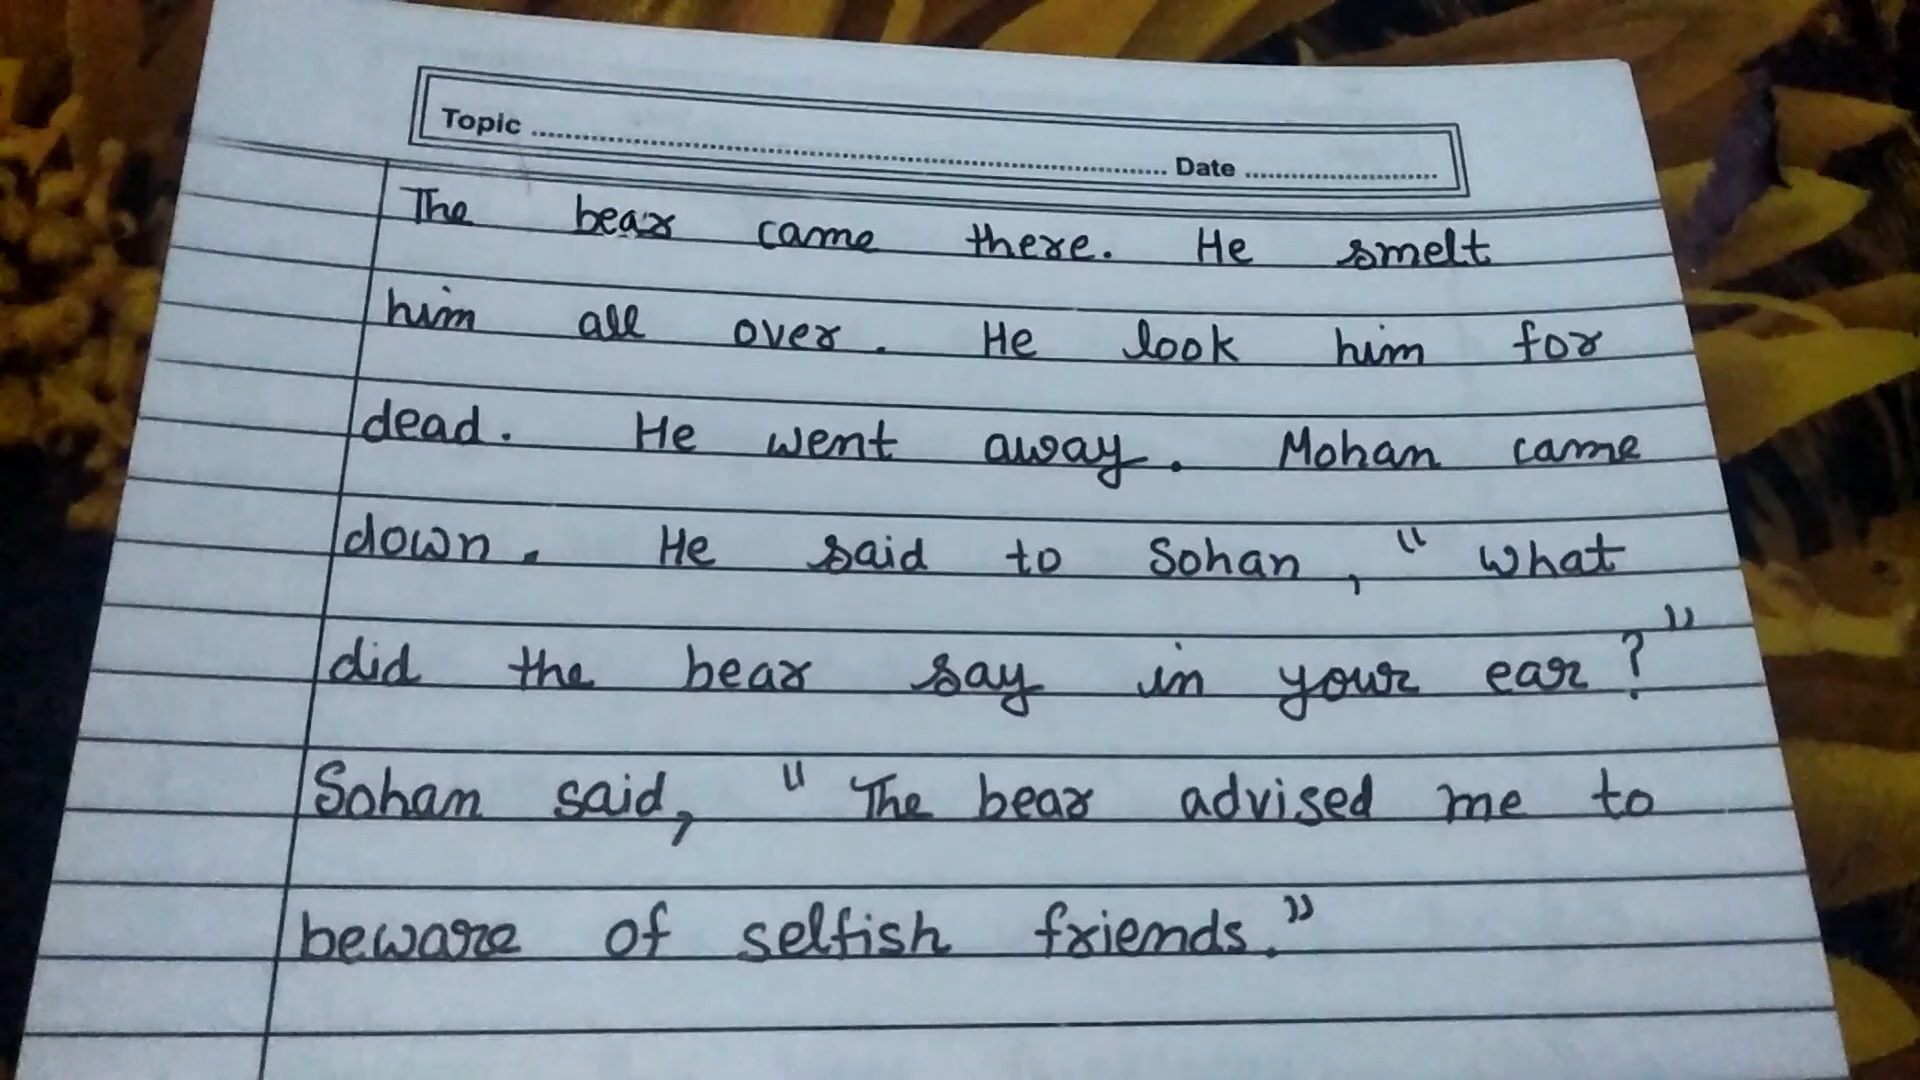 Topic ........................ Date ............
The bear came there. He smelt
him all over. He look him for
dead. He went away. Mohan came
down. He said to Sohan, " what
did the bear say in your ear?"
Sohan said, " The bear advised me to
beware of selfish friends."